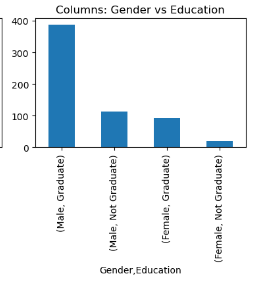 Columns: Gender vs Education
400
300
200
100
0
(Male, Graduate)
(Male, Not Graduate)
(Female, Graduate)
(Female, Not Graduate)
Gender,Education